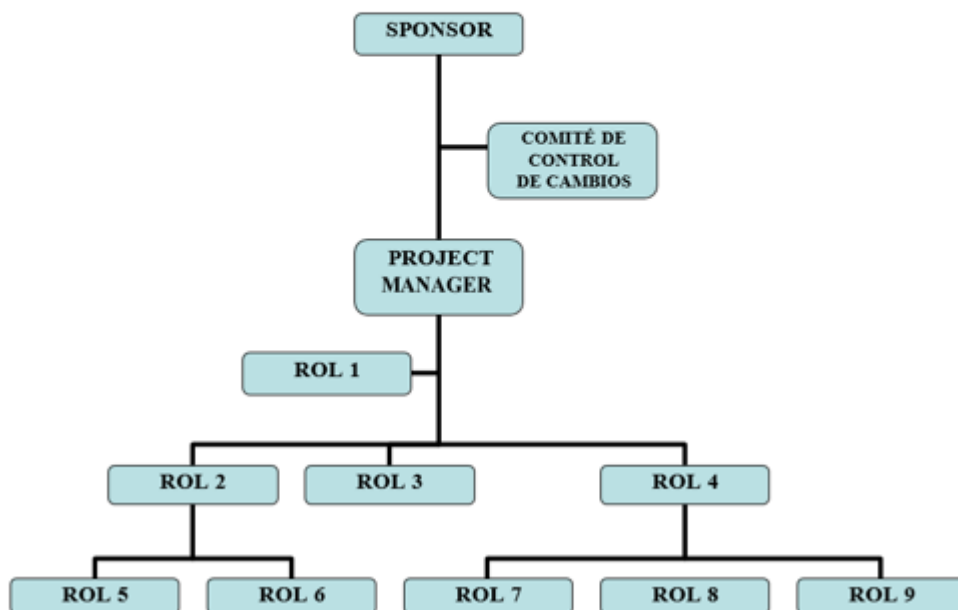 SPONSOR
COMITÉ DE
CONTROL
DE CAMBIOS
PROJECT
MANAGER
ROL 1
ROL 2
ROL 3
ROL 4
ROL 5
ROL 6
ROL 7
ROL 8
ROL 9